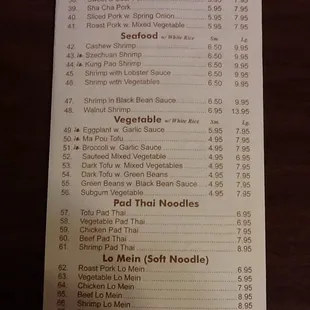 39. Sha Cha Pork 5.95 7.95
40. Sliced Pork w. Spring Onion 5.95 7.95
41. Roast Pork w. Mixed Vegetable 5.95 7.95
Seafood w/ White Rice Sm. Lg.
42. Cashew Shrimp 6.50 9.95
43. Szechuan Shrimp 6.50 9.95
44. Kung Pao Shrimp 6.50 9.95
45. Shrimp with Lobster Sauce 6.50 9.95
46. Shrimp with Vegetables 6.50 9.95
47. Shrimp In Black Bean Sauce 6.50 9.95
48. Walnut Shrimp 6.95 13.95
Vegetable w/ White Rice Sm. Lg.
49. Eggplant w. Garlic Sauce 5.95 7.95
50. Ma Pou Tofu 4.95 7.95
51. Broccoli w. Garlic Sauce 4.95 7.95
52. Sauteed Mixed Vegetable 4.95 6.95
53. Dark Tofu w. Mixed Vegetables 4.95 7.95
54. Dark Tofu w. Green Beans 4.95 7.95
55. Green Beans w. Black Bean Sauce 4.95 7.95
56. Subgum Vegetable 4.95 7.95
Pad Thai Noodles
57. Tofu Pad Thai 6.95
58. Vegetable Pad Thai 6.95
59. Chicken Pad Thai 7.95
60. Beef Pad Thai 7.95
61. Shrimp Pad Thai 8.95
Lo Mein (Soft Noodle)
62. Roast Pork Lo Mein 6.95
63. Vegetable Lo Mein 5.95
64. Chicken Lo Mein 7.95
65. Beef Lo Mein 8.95
66. Shrimp Lo Mein 8.95